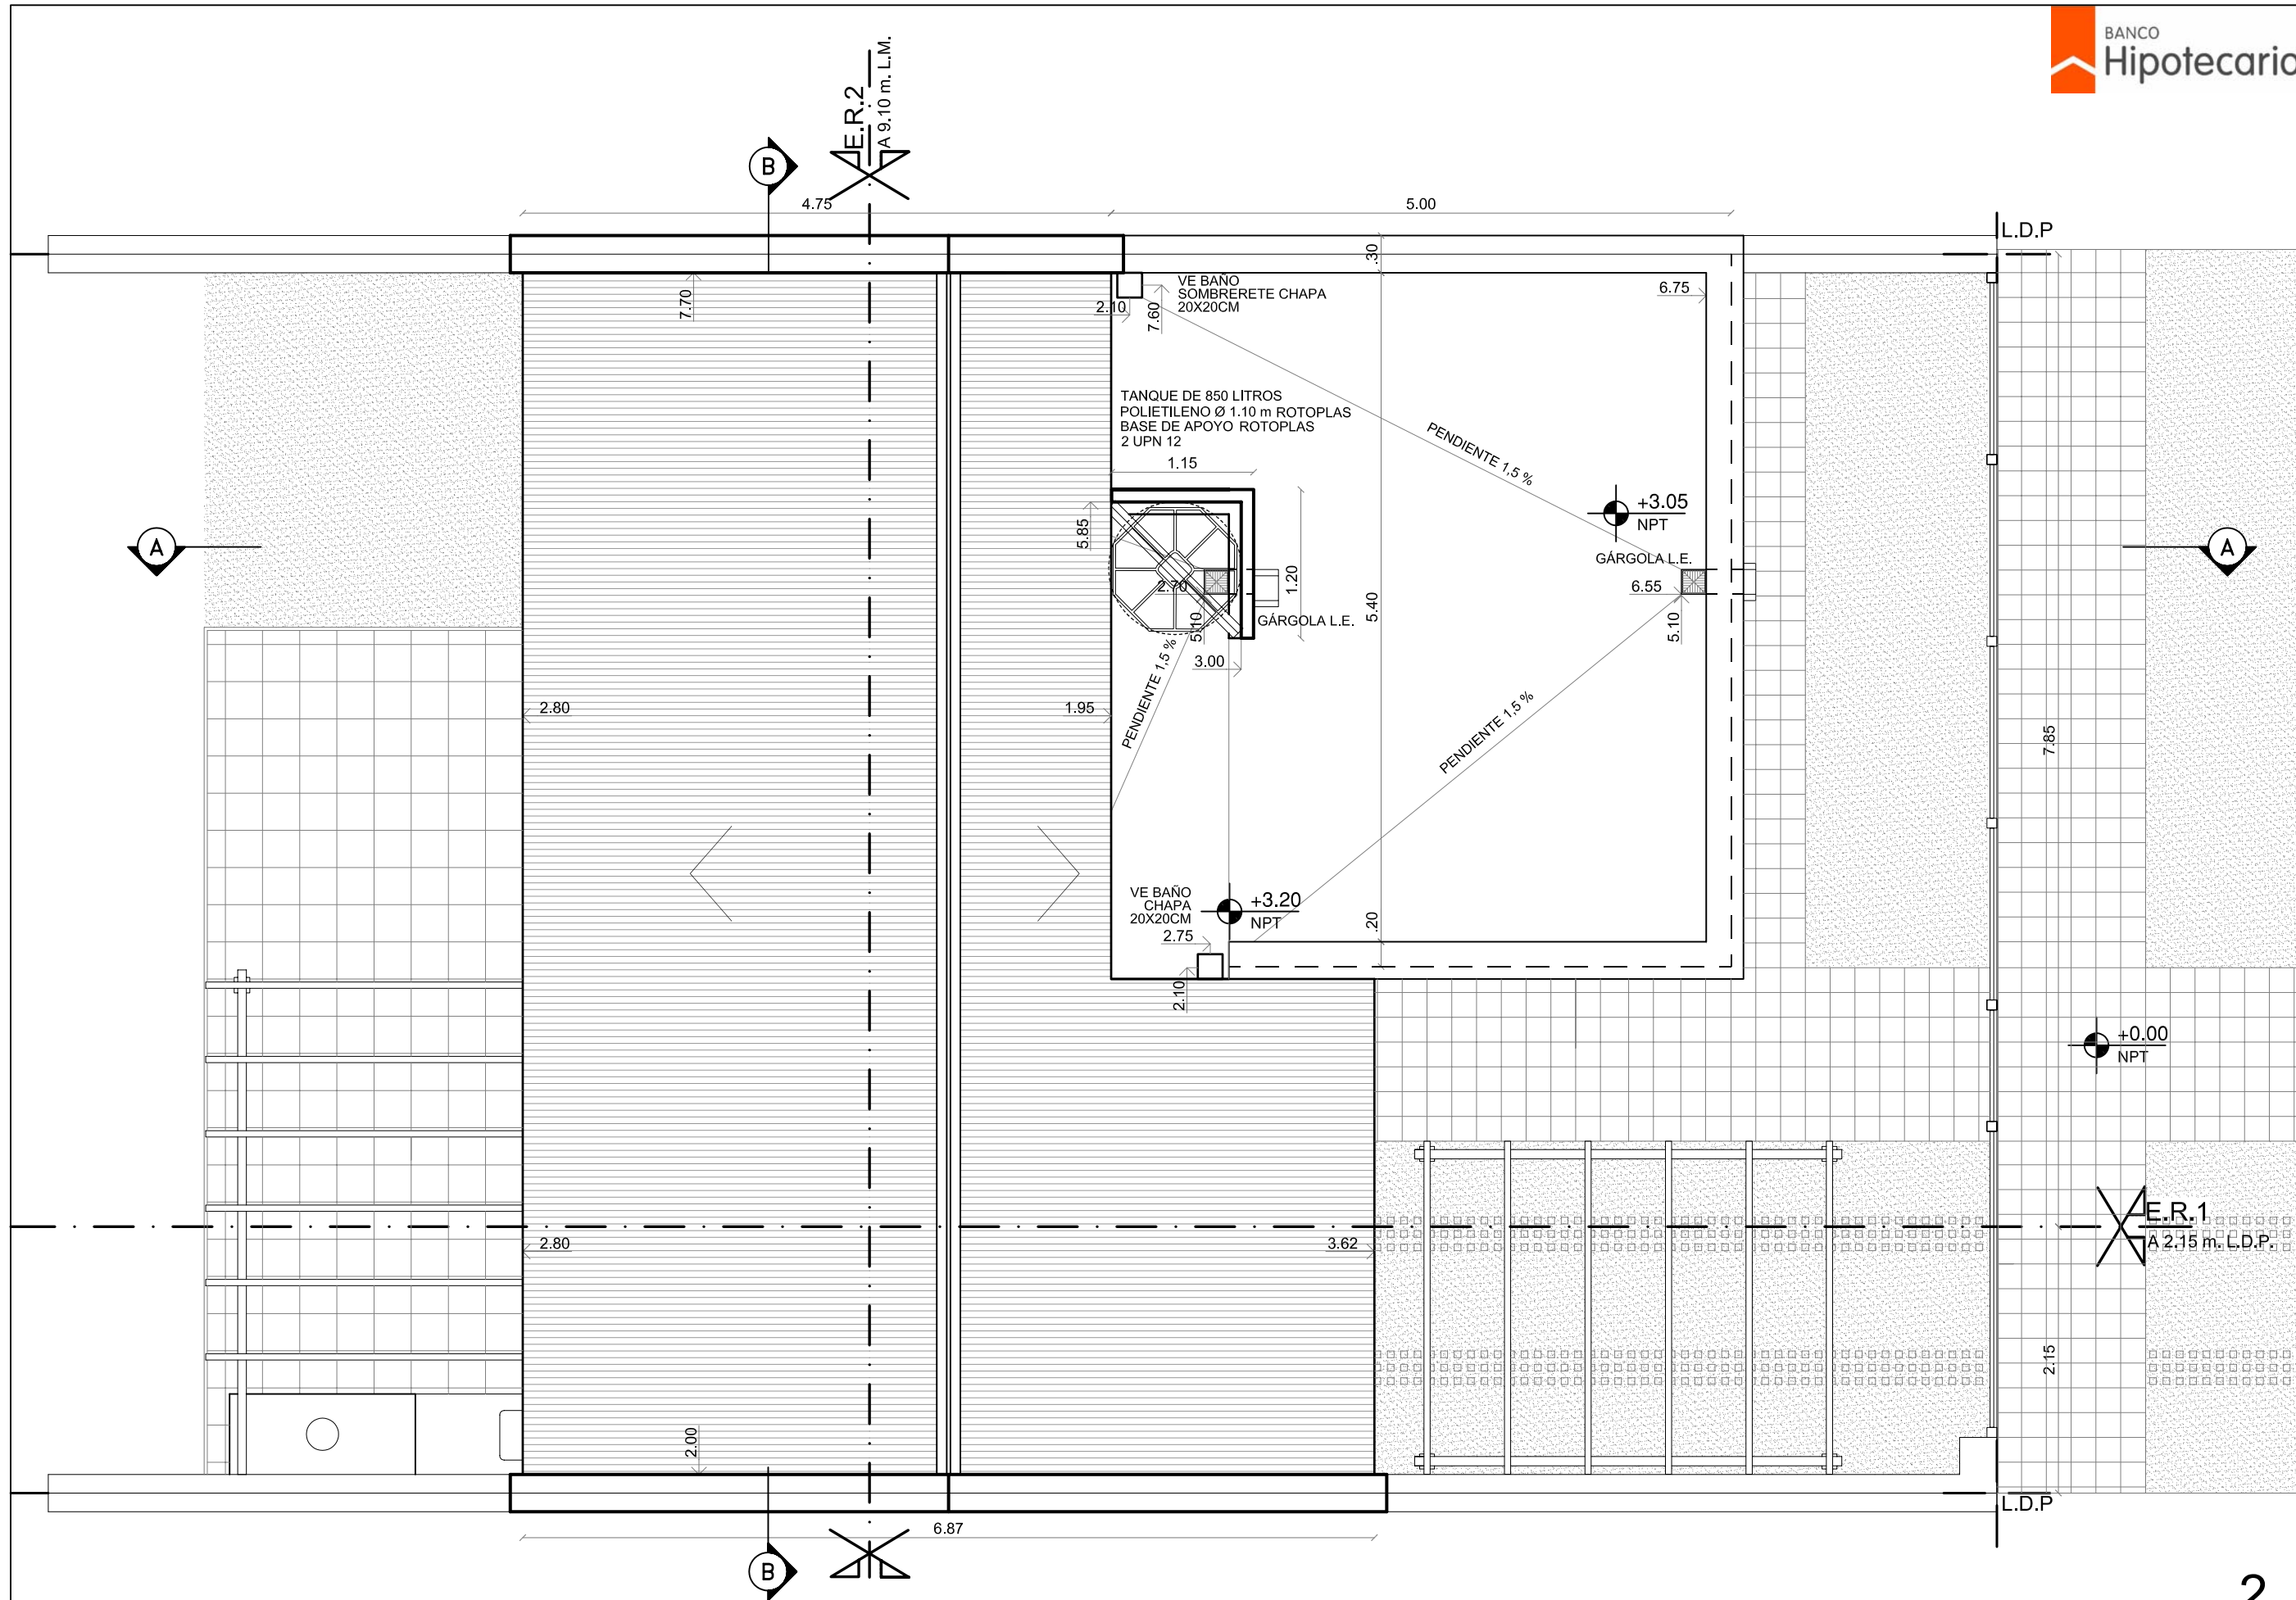 BANCO
Hipotecario
E.R.2
A 9.10 m. L.M.
B
4.75
5.00
L.D.P
.30
7.70
2.10
7.60
VE BAÑO
SOMBRERETE CHAPA
20X20CM
6.75
TANQUE DE 850 LITROS
POLIETILENO Ø 1.10 m ROTOPLAS
BASE DE APOYO ROTOPLAS
2 UPN 12
1.15
PENDIENTE 1,5 %
+3.05
NPT
A
5.85
1.20
GÁRGOLA L.E.
A
2.70
6.55
5.40
5.10
GÁRGOLA L.E.
5.10
3.00
PENDIENTE 1,5 %
2.80
1.95
PENDIENTE 1,5 %
7.85
VE BAÑO
CHAPA
20X20CM
+3.20
NPT
.20
2.75
2.10
+0.00
NPT
E.R.1
A 2.15 m. L.D.P.
2.80
3.62
2.15
2.00
L.D.P
6.87
B
2